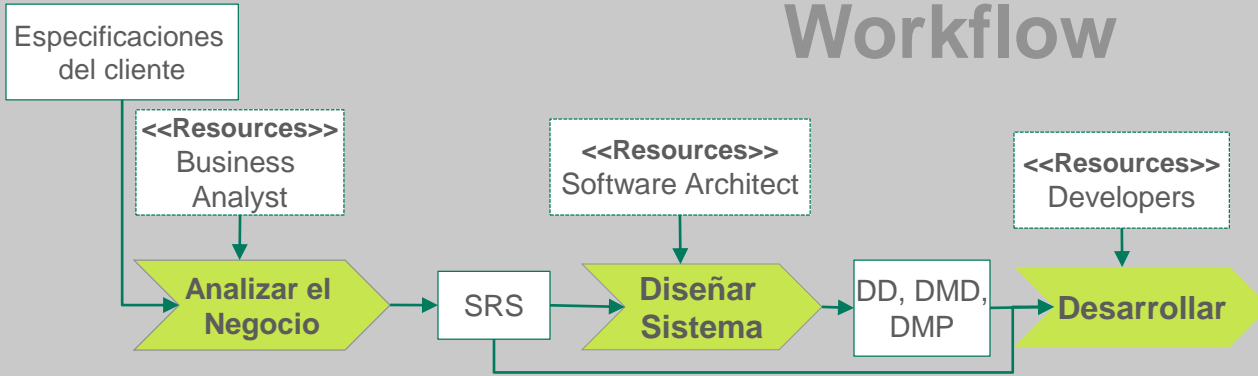 Workflow
Especificaciones
del cliente
<<Resources>>
Business
Analyst
<<Resources>>
Software Architect
<<Resources>>
Developers
Analizar el
Negocio
SRS
Diseñar
Sistema
DD, DMD,
DMP
Desarrollar